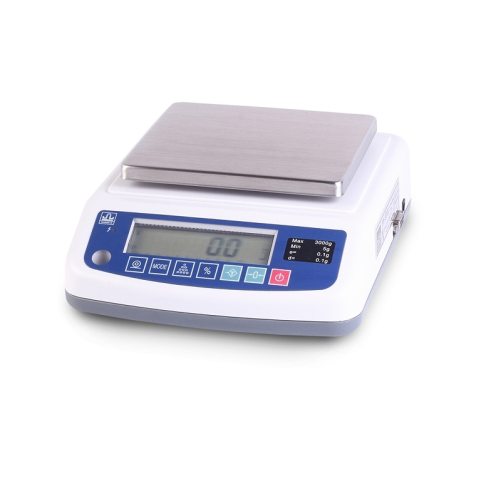 0.0
Max 3000g
Min 5g
e= 0.1g
d= 0.1g
MODE
%